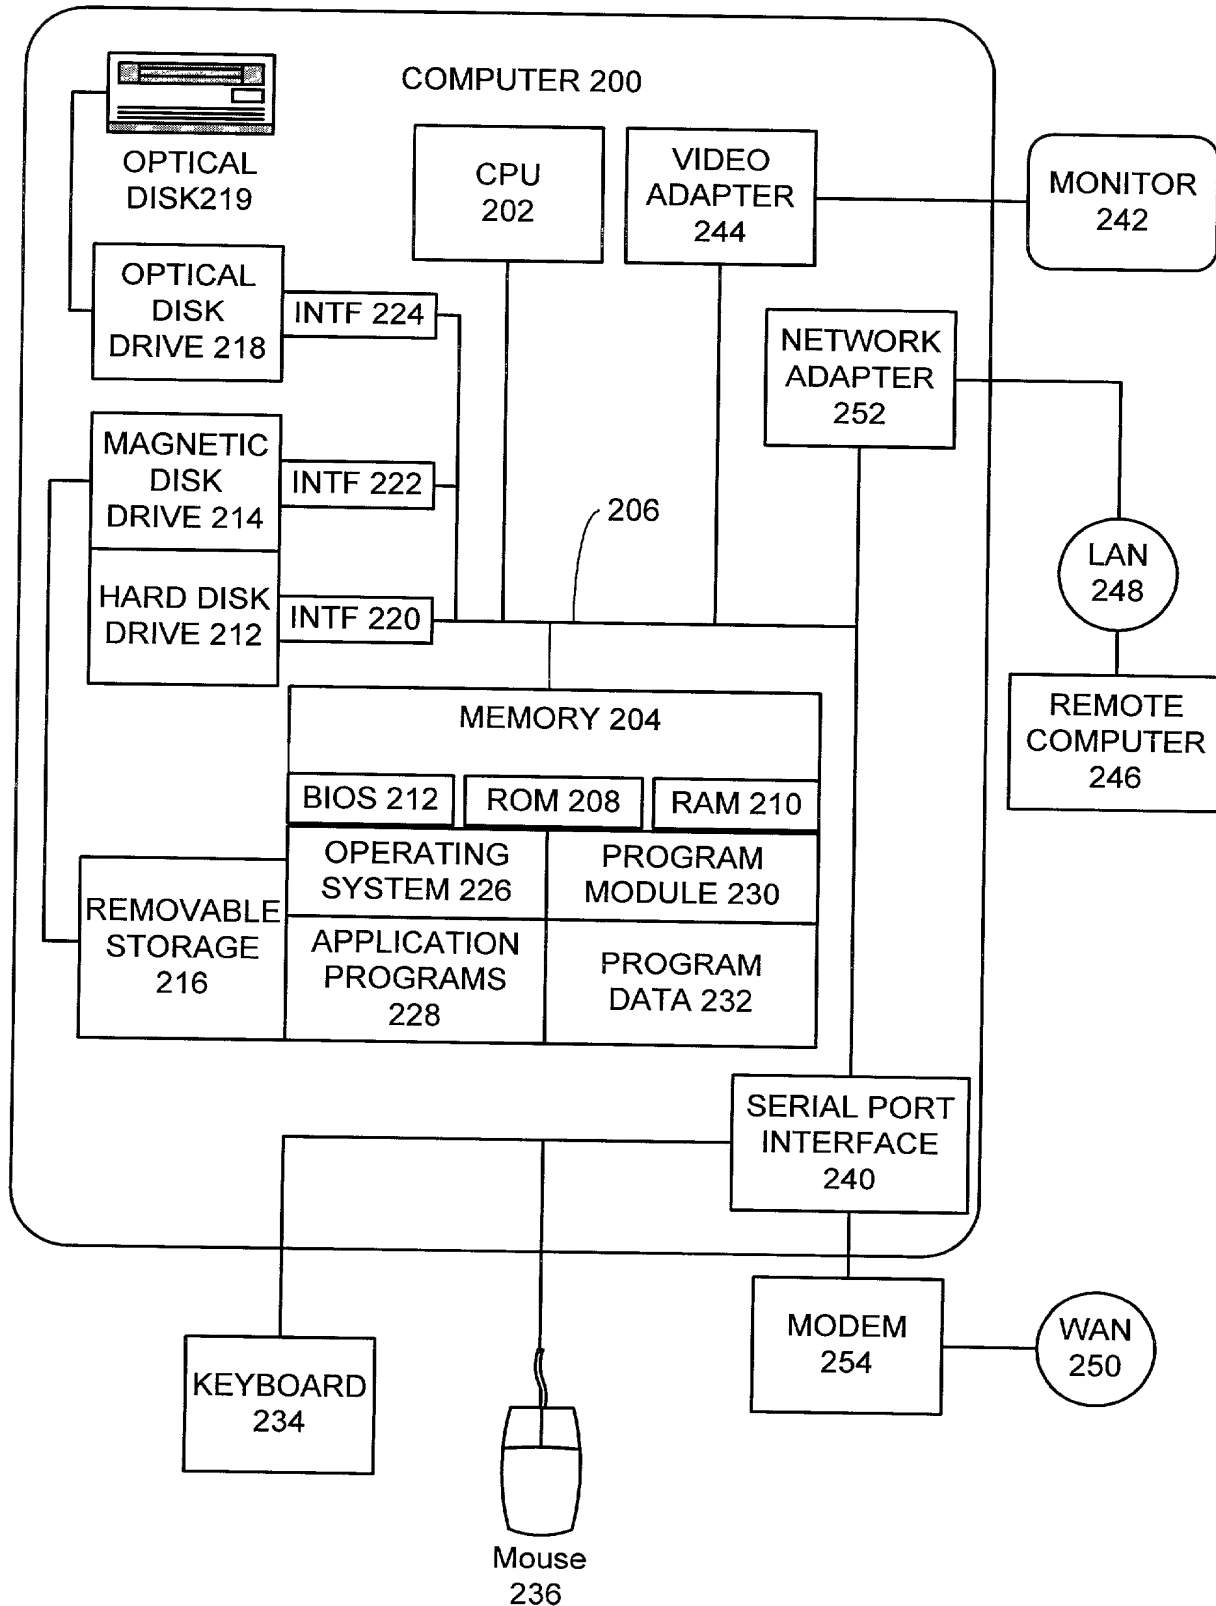 COMPUTER 200
OPTICAL
DISK219
CPU
202
VIDEO
ADAPTER
244
MONITOR
242
OPTICAL
DISK
DRIVE 218
INTF 224
NETWORK
ADAPTER
252
MAGNETIC
DISK
DRIVE 214
INTF 222
206
LAN
248
HARD DISK
DRIVE 212
INTF 220
REMOTE
COMPUTER
246
MEMORY 204
BIOS 212
ROM 208
RAM 210
OPERATING
SYSTEM 226
PROGRAM
MODULE 230
REMOVABLE
STORAGE
216
APPLICATION
PROGRAMS
228
PROGRAM
DATA 232
SERIAL PORT
INTERFACE
240
MODEM
254
WAN
250
KEYBOARD
234
Mouse
236